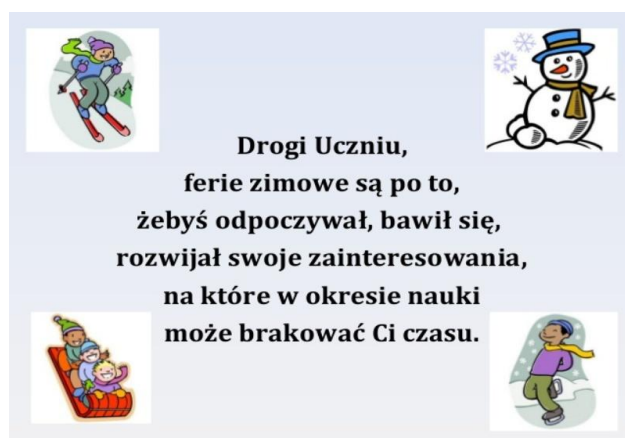 Drogi Uczniu,
ferie zimowe są po to,
żebyś odpoczywał, bawił się,
rozwijał swoje zainteresowania,
na które w okresie nauki
może brakować Ci czasu.